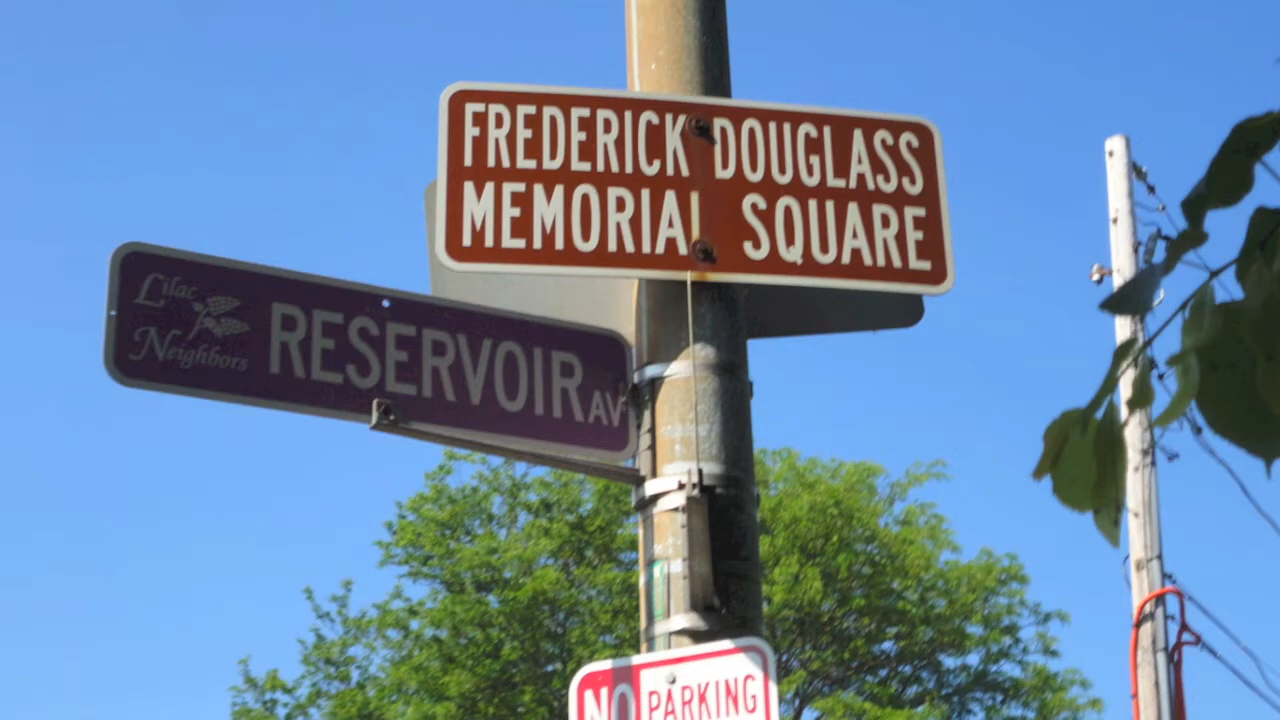 FREDERICK DOUGLASS
MEMORIAL SQUARE
Lilac
Neighbors
RESERVOIR AV
NO PARKING